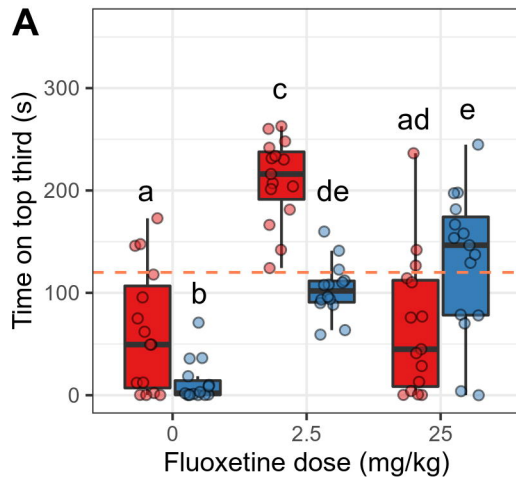 A
Time on top third (s)
300
200
100
0
a
b
c
de
ad
e
0
2.5
25
Fluoxetine dose (mg/kg)